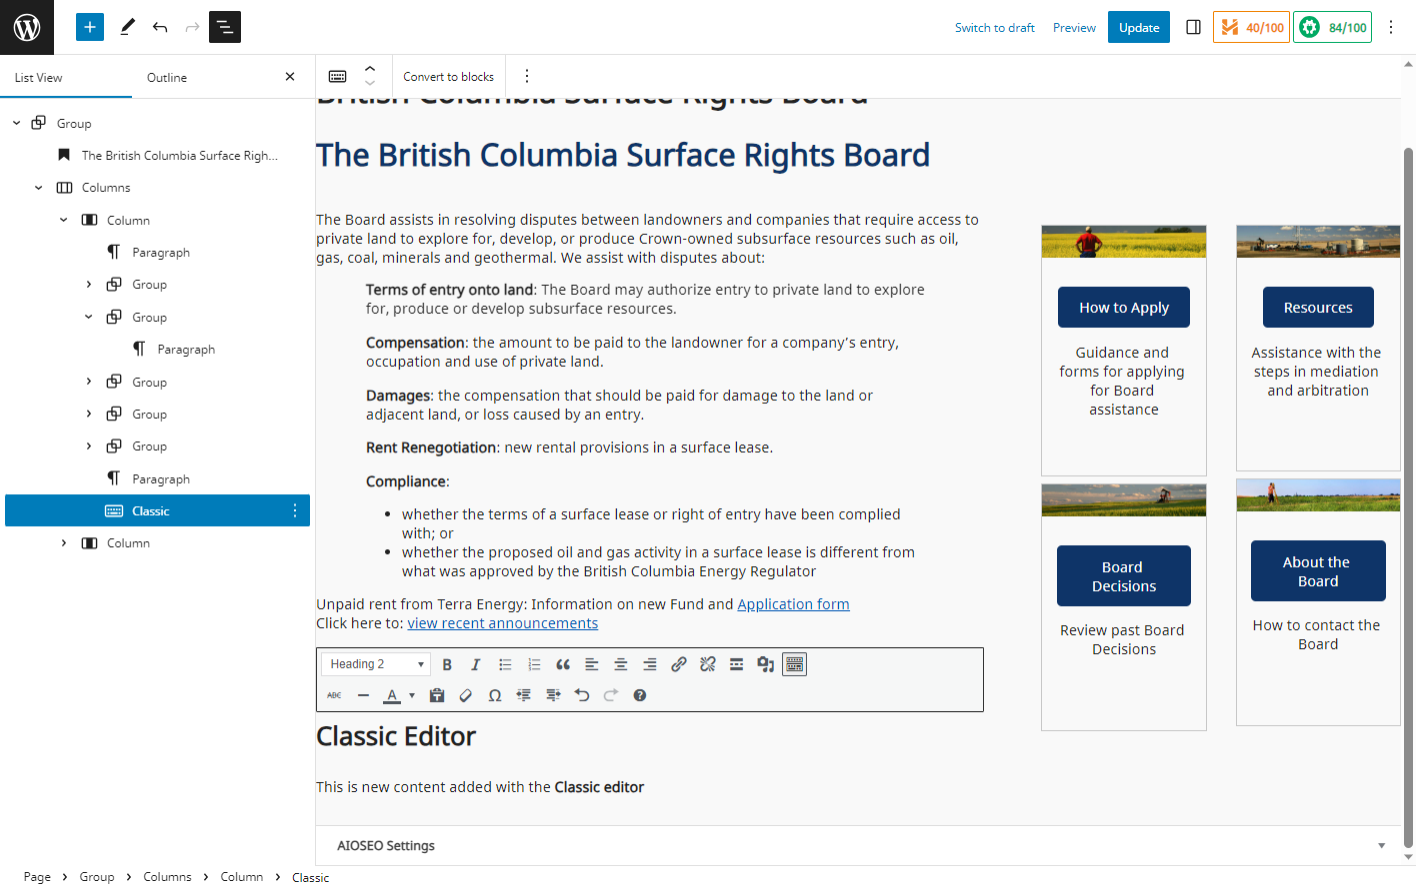 Switch to draft
Preview
Update
40/100
84/100
List View
Outline
Convert to blocks
Group
The British Columbia Surface Righ...
Columns
Column
Paragraph
Group
Group
Paragraph
Group
Group
Group
Paragraph
Classic
Column
British Columbia Surface Rights Board
The British Columbia Surface Rights Board
The Board assists in resolving disputes between landowners and companies that require access to
private land to explore for, develop, or produce Crown-owned subsurface resources such as oil,
gas, coal, minerals and geothermal. We assist with disputes about:
Terms of entry onto land: The Board may authorize entry to private land to explore
for, produce or develop subsurface resources.
Compensation: the amount to be paid to the landowner for a company’s entry,
occupation and use of private land.
Damages: the compensation that should be paid for damage to the land or
adjacent land, or loss caused by an entry.
Rent Renegotiation: new rental provisions in a surface lease.
Compliance:
• whether the terms of a surface lease or right of entry have been complied
with; or
• whether the proposed oil and gas activity in a surface lease is different from
what was approved by the British Columbia Energy Regulator
Unpaid rent from Terra Energy: Information on new Fund and Application form
Click here to: view recent announcements
Heading 2
B I
ABC
A
Ω
Classic Editor
This is new content added with the Classic editor
How to Apply
Guidance and
forms for applying
for Board
assistance
Resources
Assistance with the
steps in mediation
and arbitration
Board
Decisions
Review past Board
Decisions
About the
Board
How to contact the
Board
AIOSEO Settings
Page > Group > Columns > Column > Classic